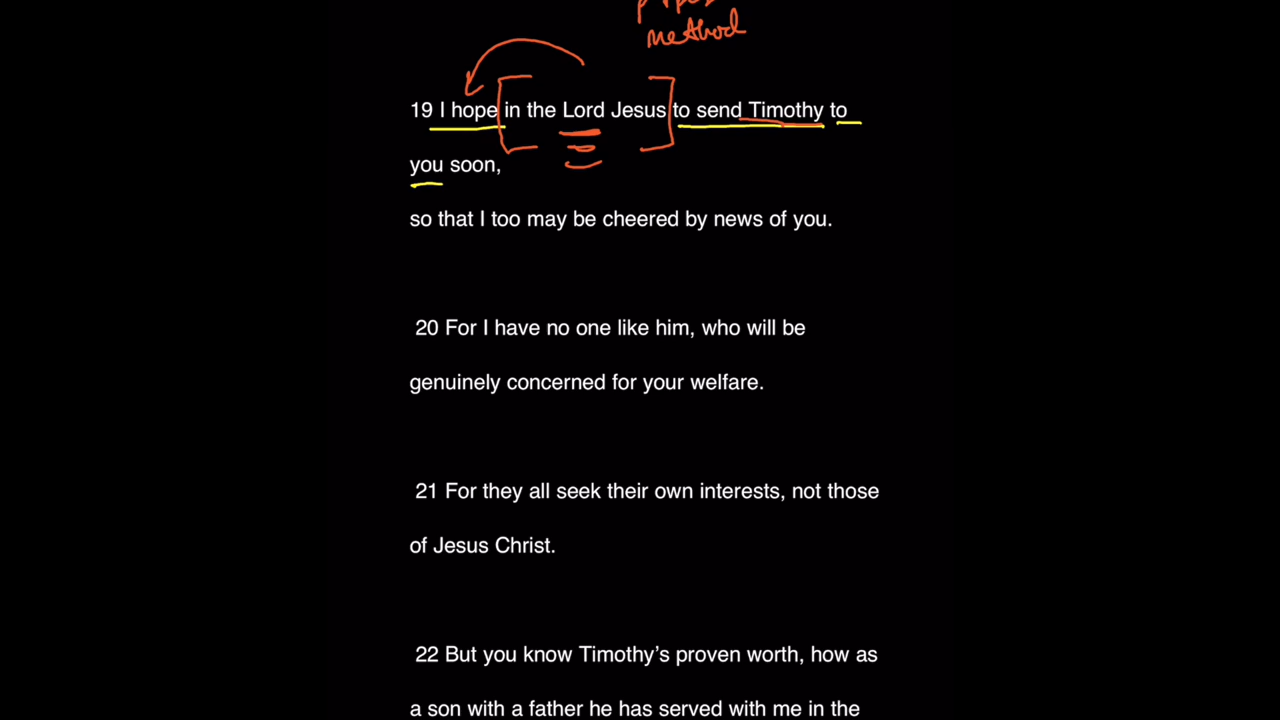 method
19 I hope in the Lord Jesus to send Timothy to
you soon,
so that I too may be cheered by news of you.
20 For I have no one like him, who will be
genuinely concerned for your welfare.
21 For they all seek their own interests, not those
of Jesus Christ.
22 But you know Timothy’s proven worth, how as
a son with a father he has served with me in the